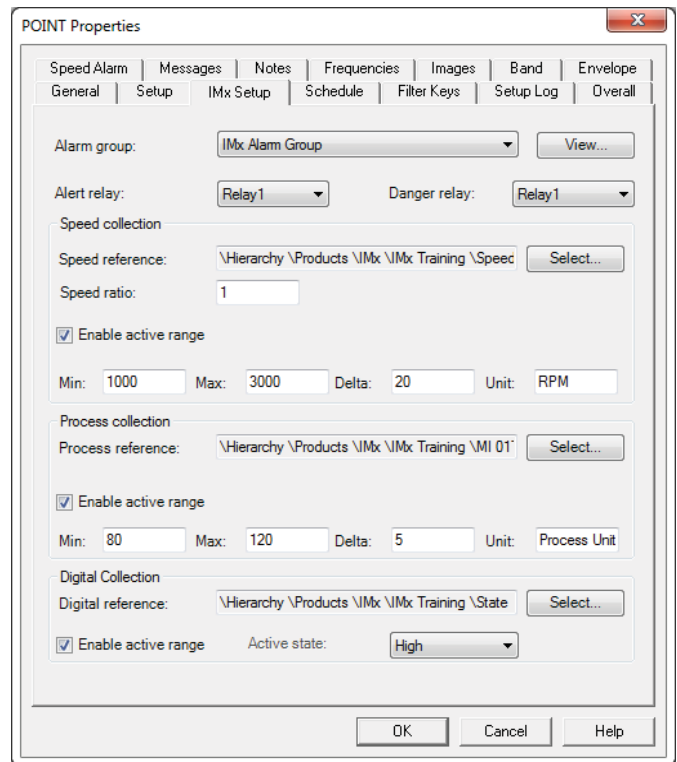 POINT Properties
Speed Alarm Messages Notes Frequencies Images Band Envelope
General Setup IMx Setup Schedule Filter Keys Setup Log Overall
Alarm group: IMx Alarm Group View...
Alert relay: Relay1 Danger relay: Relay1
Speed collection
Speed reference: \Hierarchy \Products \IMx \IMx Training \Speed Select...
Speed ratio: 1
Enable active range
Min: 1000 Max: 3000 Delta: 20 Unit: RPM
Process collection
Process reference: \Hierarchy \Products \IMx \IMx Training \MI 01 Select...
Enable active range
Min: 80 Max: 120 Delta: 5 Unit: Process Unit
Digital Collection
Digital reference: \Hierarchy \Products \IMx \IMx Training \State Select...
Enable active range Active state: High
OK Cancel Help